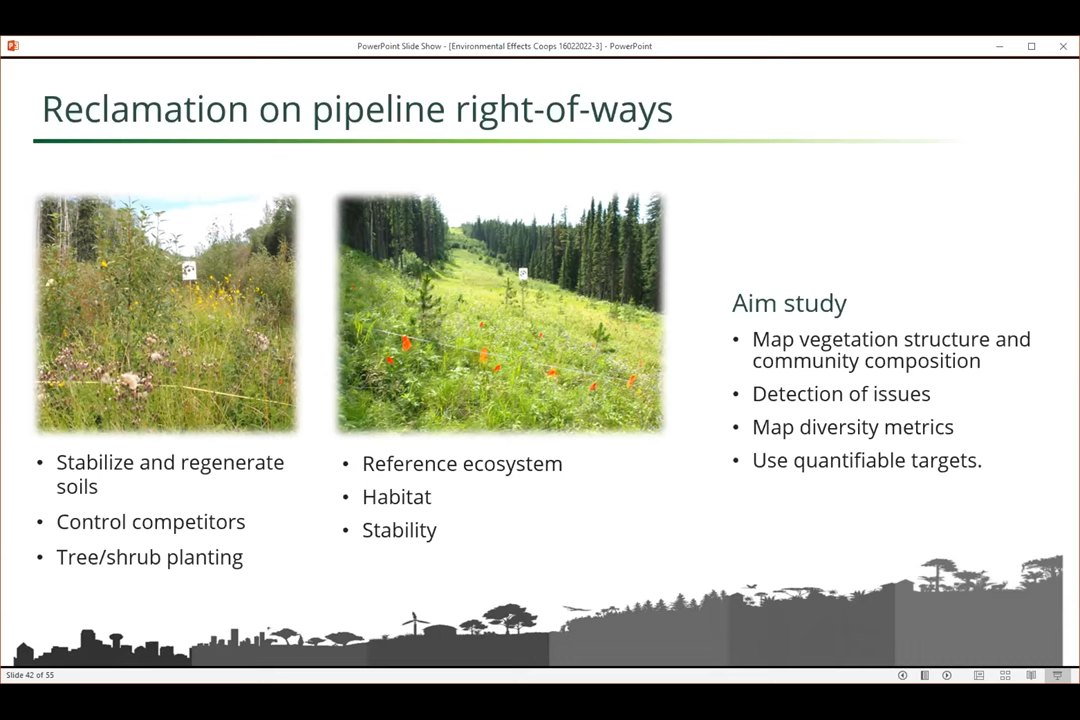 PowerPoint Slide Show - [Environmental Effects Coops 16022022-3] - PowerPoint
Reclamation on pipeline right-of-ways
• Stabilize and regenerate
soils
• Control competitors
• Tree/shrub planting
• Reference ecosystem
• Habitat
• Stability
Aim study
• Map vegetation structure and
community composition
• Detection of issues
• Map diversity metrics
• Use quantifiable targets.
Slide 42 of 55